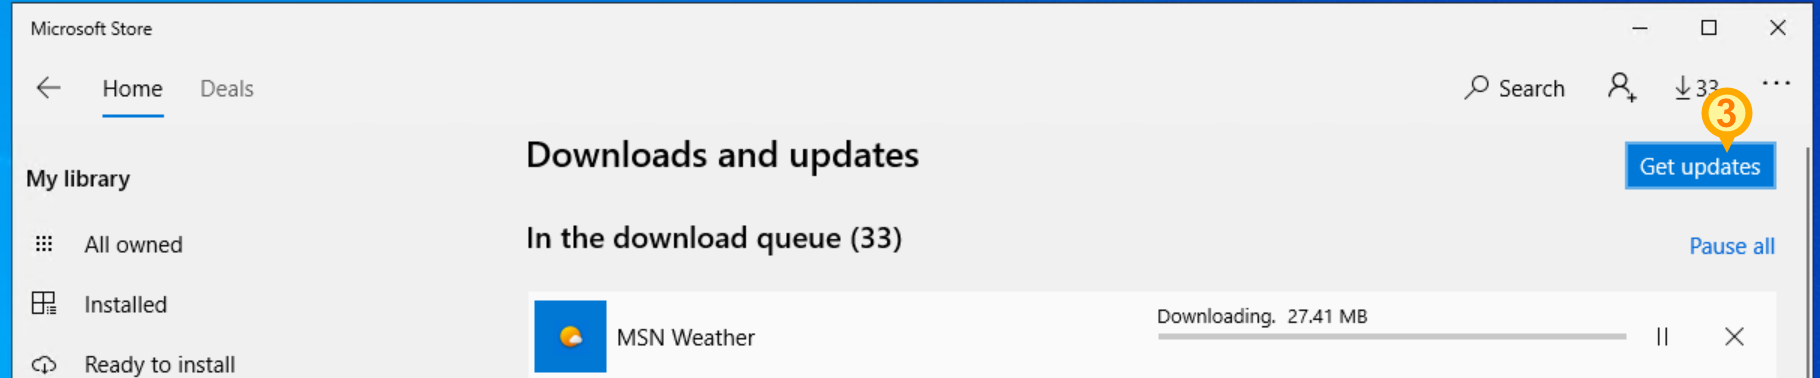 Microsoft Store
Home Deals Search 33
3
Downloads and updates Get updates
My library
In the download queue (33) Pause all
All owned
Installed
MSN Weather Downloading. 27.41 MB
Ready to install